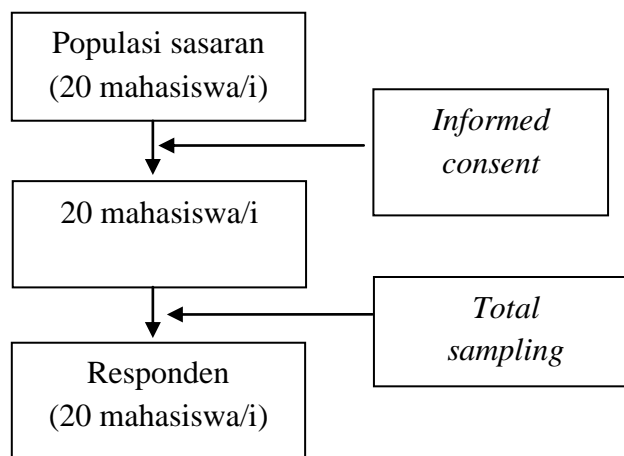 Populasi sasaran
(20 mahasiswa/i)
Informed
consent
20 mahasiswa/i
Total
sampling
Responden
(20 mahasiswa/i)